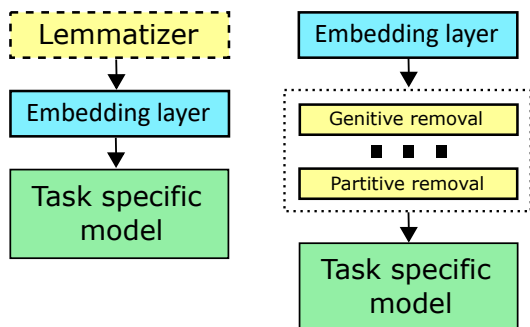 Lemmatizer
Embedding layer
Task specific
model
Embedding layer
Genitive removal
Partitive removal
Task specific
model